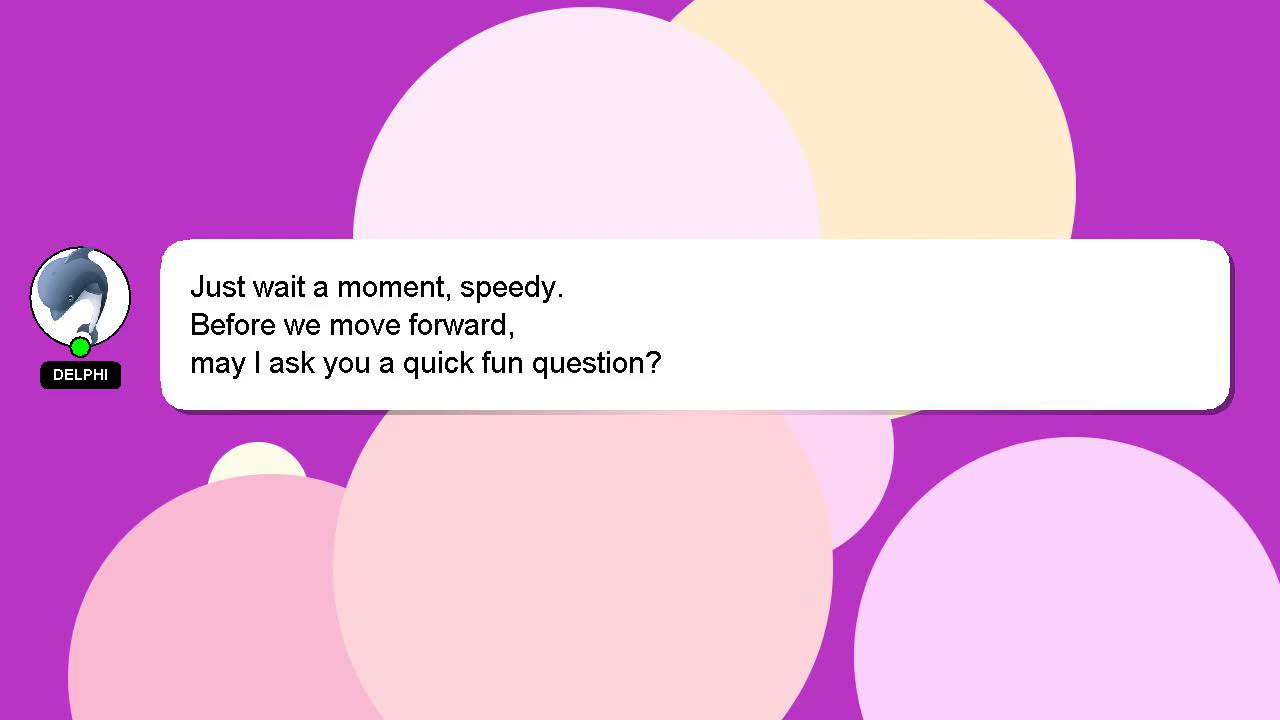 Just wait a moment, speedy.
Before we move forward,
may I ask you a quick fun question?
DELPHI